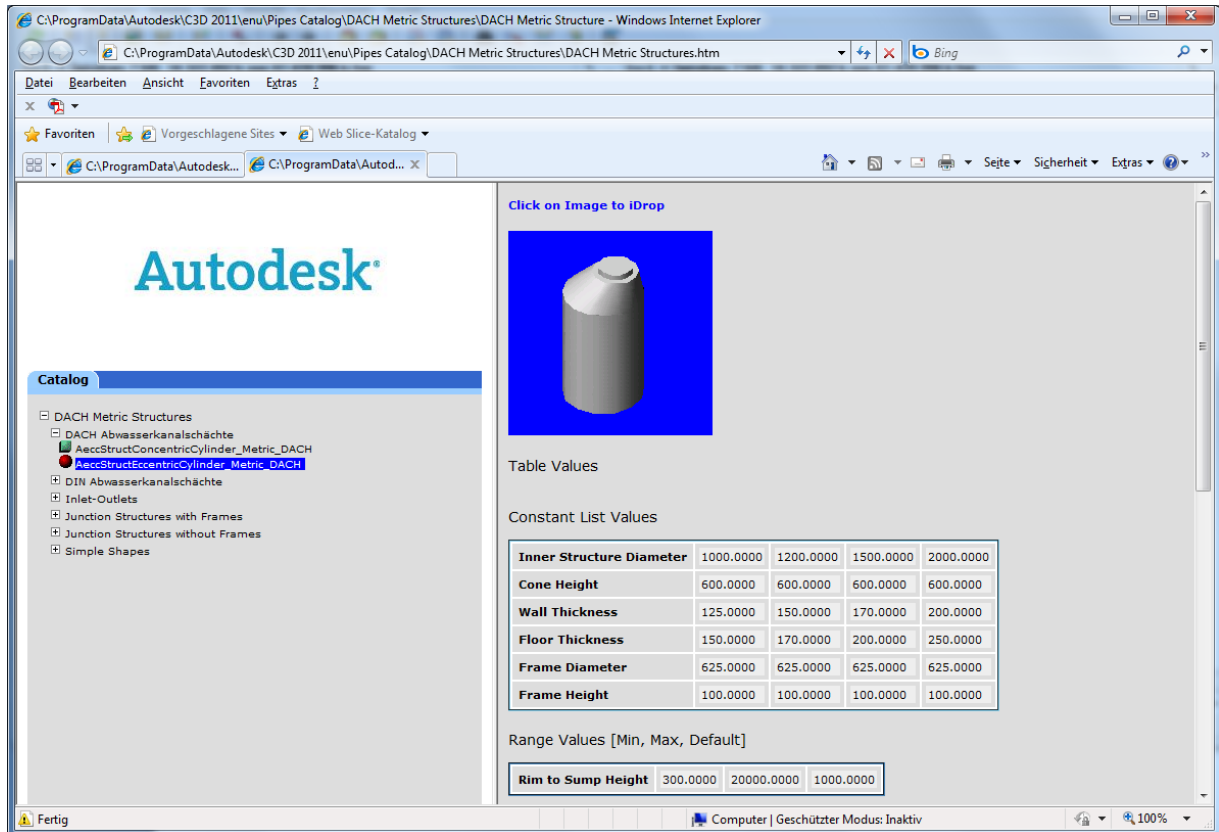 C:\ProgramData\Autodesk\C3D 2011\enu\Pipes Catalog\DACH Metric Structures\DACH Metric Structure - Windows Internet Explorer
C:\ProgramData\Autodesk\C3D 2011\enu\Pipes Catalog\DACH Metric Structures\DACH Metric Structures.htm
Bing
Datei Bearbeiten Ansicht Favoriten Extras ?
x
Favoriten Vorgeschlagene Sites Web Slice-Katalog
C:\ProgramData\Autodesk... C:\ProgramData\Autod... X Seite Sicherheit Extras »
Autodesk
Catalog
DACH Metric Structures
DACH Abwasserkanalschächte
AeccStructConcentricCylinder_Metric_DACH
AeccStructEccentricCylinder_Metric_DACH
DIN Abwasserkanalschächte
Inlet-Outlets
Junction Structures with Frames
Junction Structures without Frames
Simple Shapes
Click on Image to iDrop
Table Values
Constant List Values
Inner Structure Diameter 1000.0000 1200.0000 1500.0000 2000.0000
Cone Height 600.0000 600.0000 600.0000 600.0000
Wall Thickness 125.0000 150.0000 170.0000 200.0000
Floor Thickness 150.0000 170.0000 200.0000 250.0000
Frame Diameter 625.0000 625.0000 625.0000 625.0000
Frame Height 100.0000 100.0000 100.0000 100.0000
Range Values [Min, Max, Default]
Rim to Sump Height 300.0000 20000.0000 1000.0000
Fertig
Computer | Geschützter Modus: Inaktiv
100%